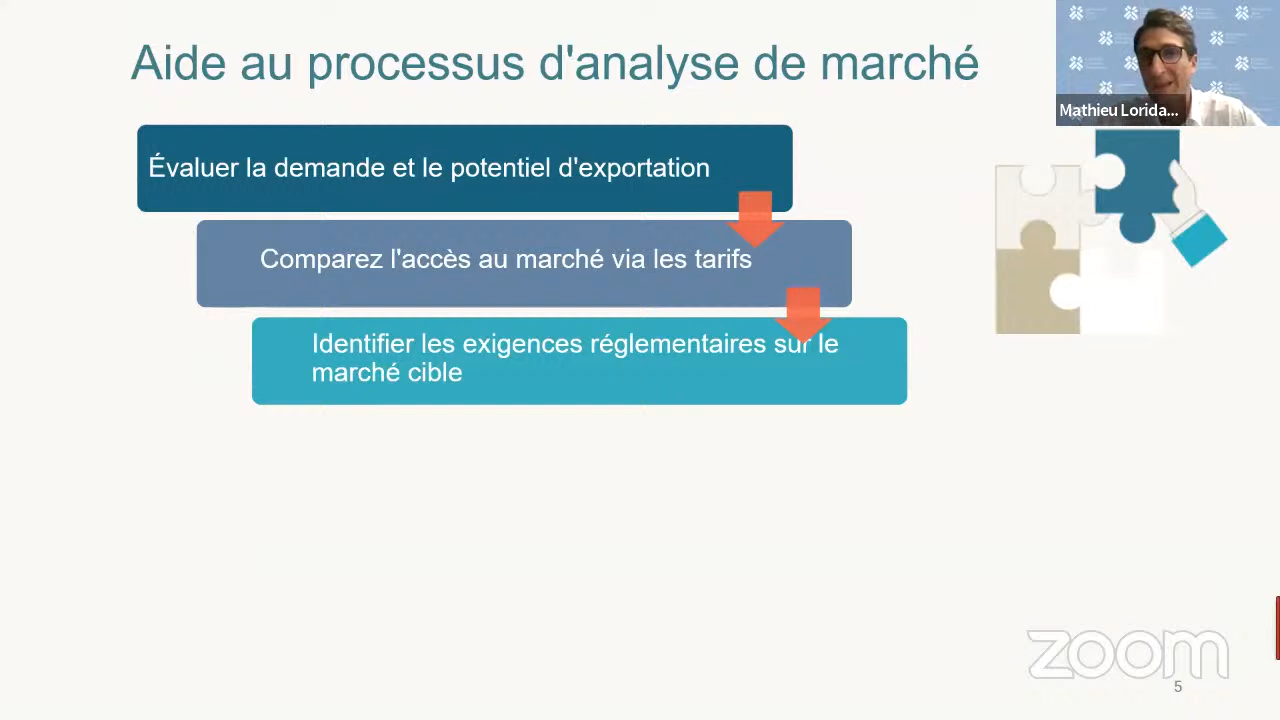 Aide au processus d'analyse de marché
Mathieu Lorida...
Évaluer la demande et le potentiel d'exportation
Comparez l'accès au marché via les tarifs
Identifier les exigences réglementaires sur le
marché cible
zoom
5